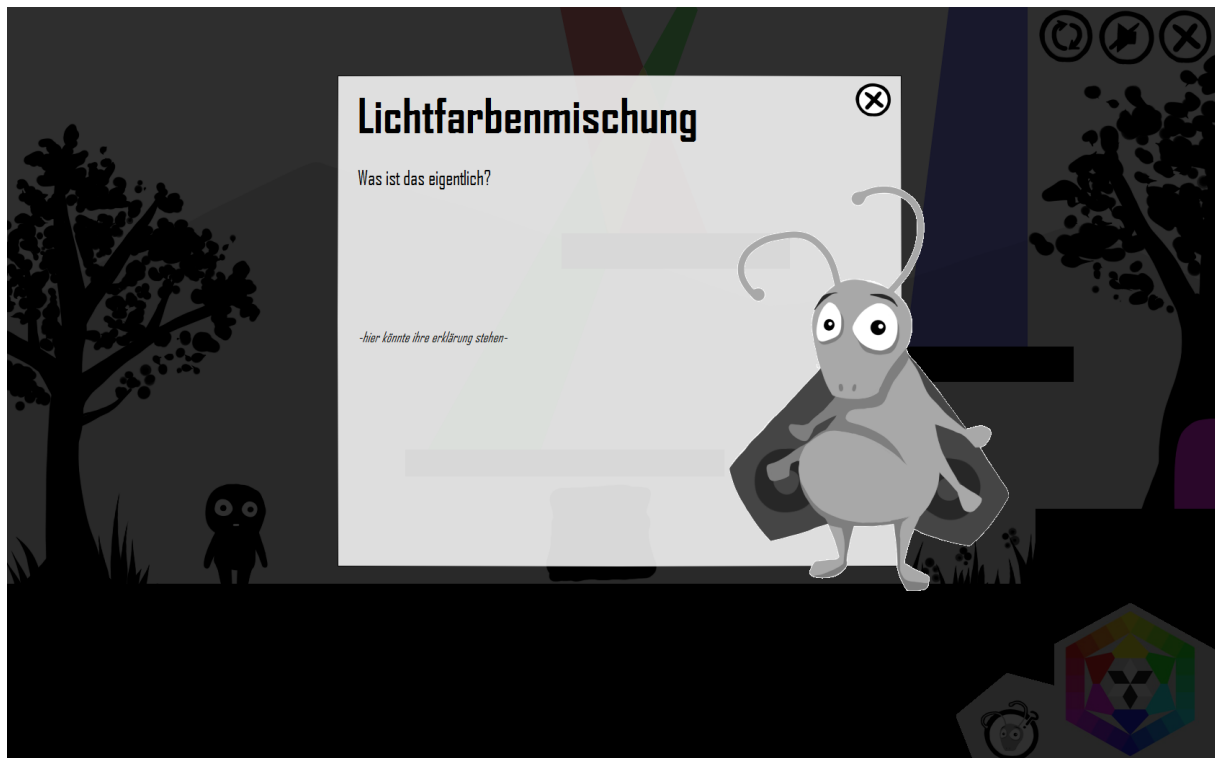 Lichtfarbenmischung
Was ist das eigentlich?
-hier könnte ihre erklärung stehen-